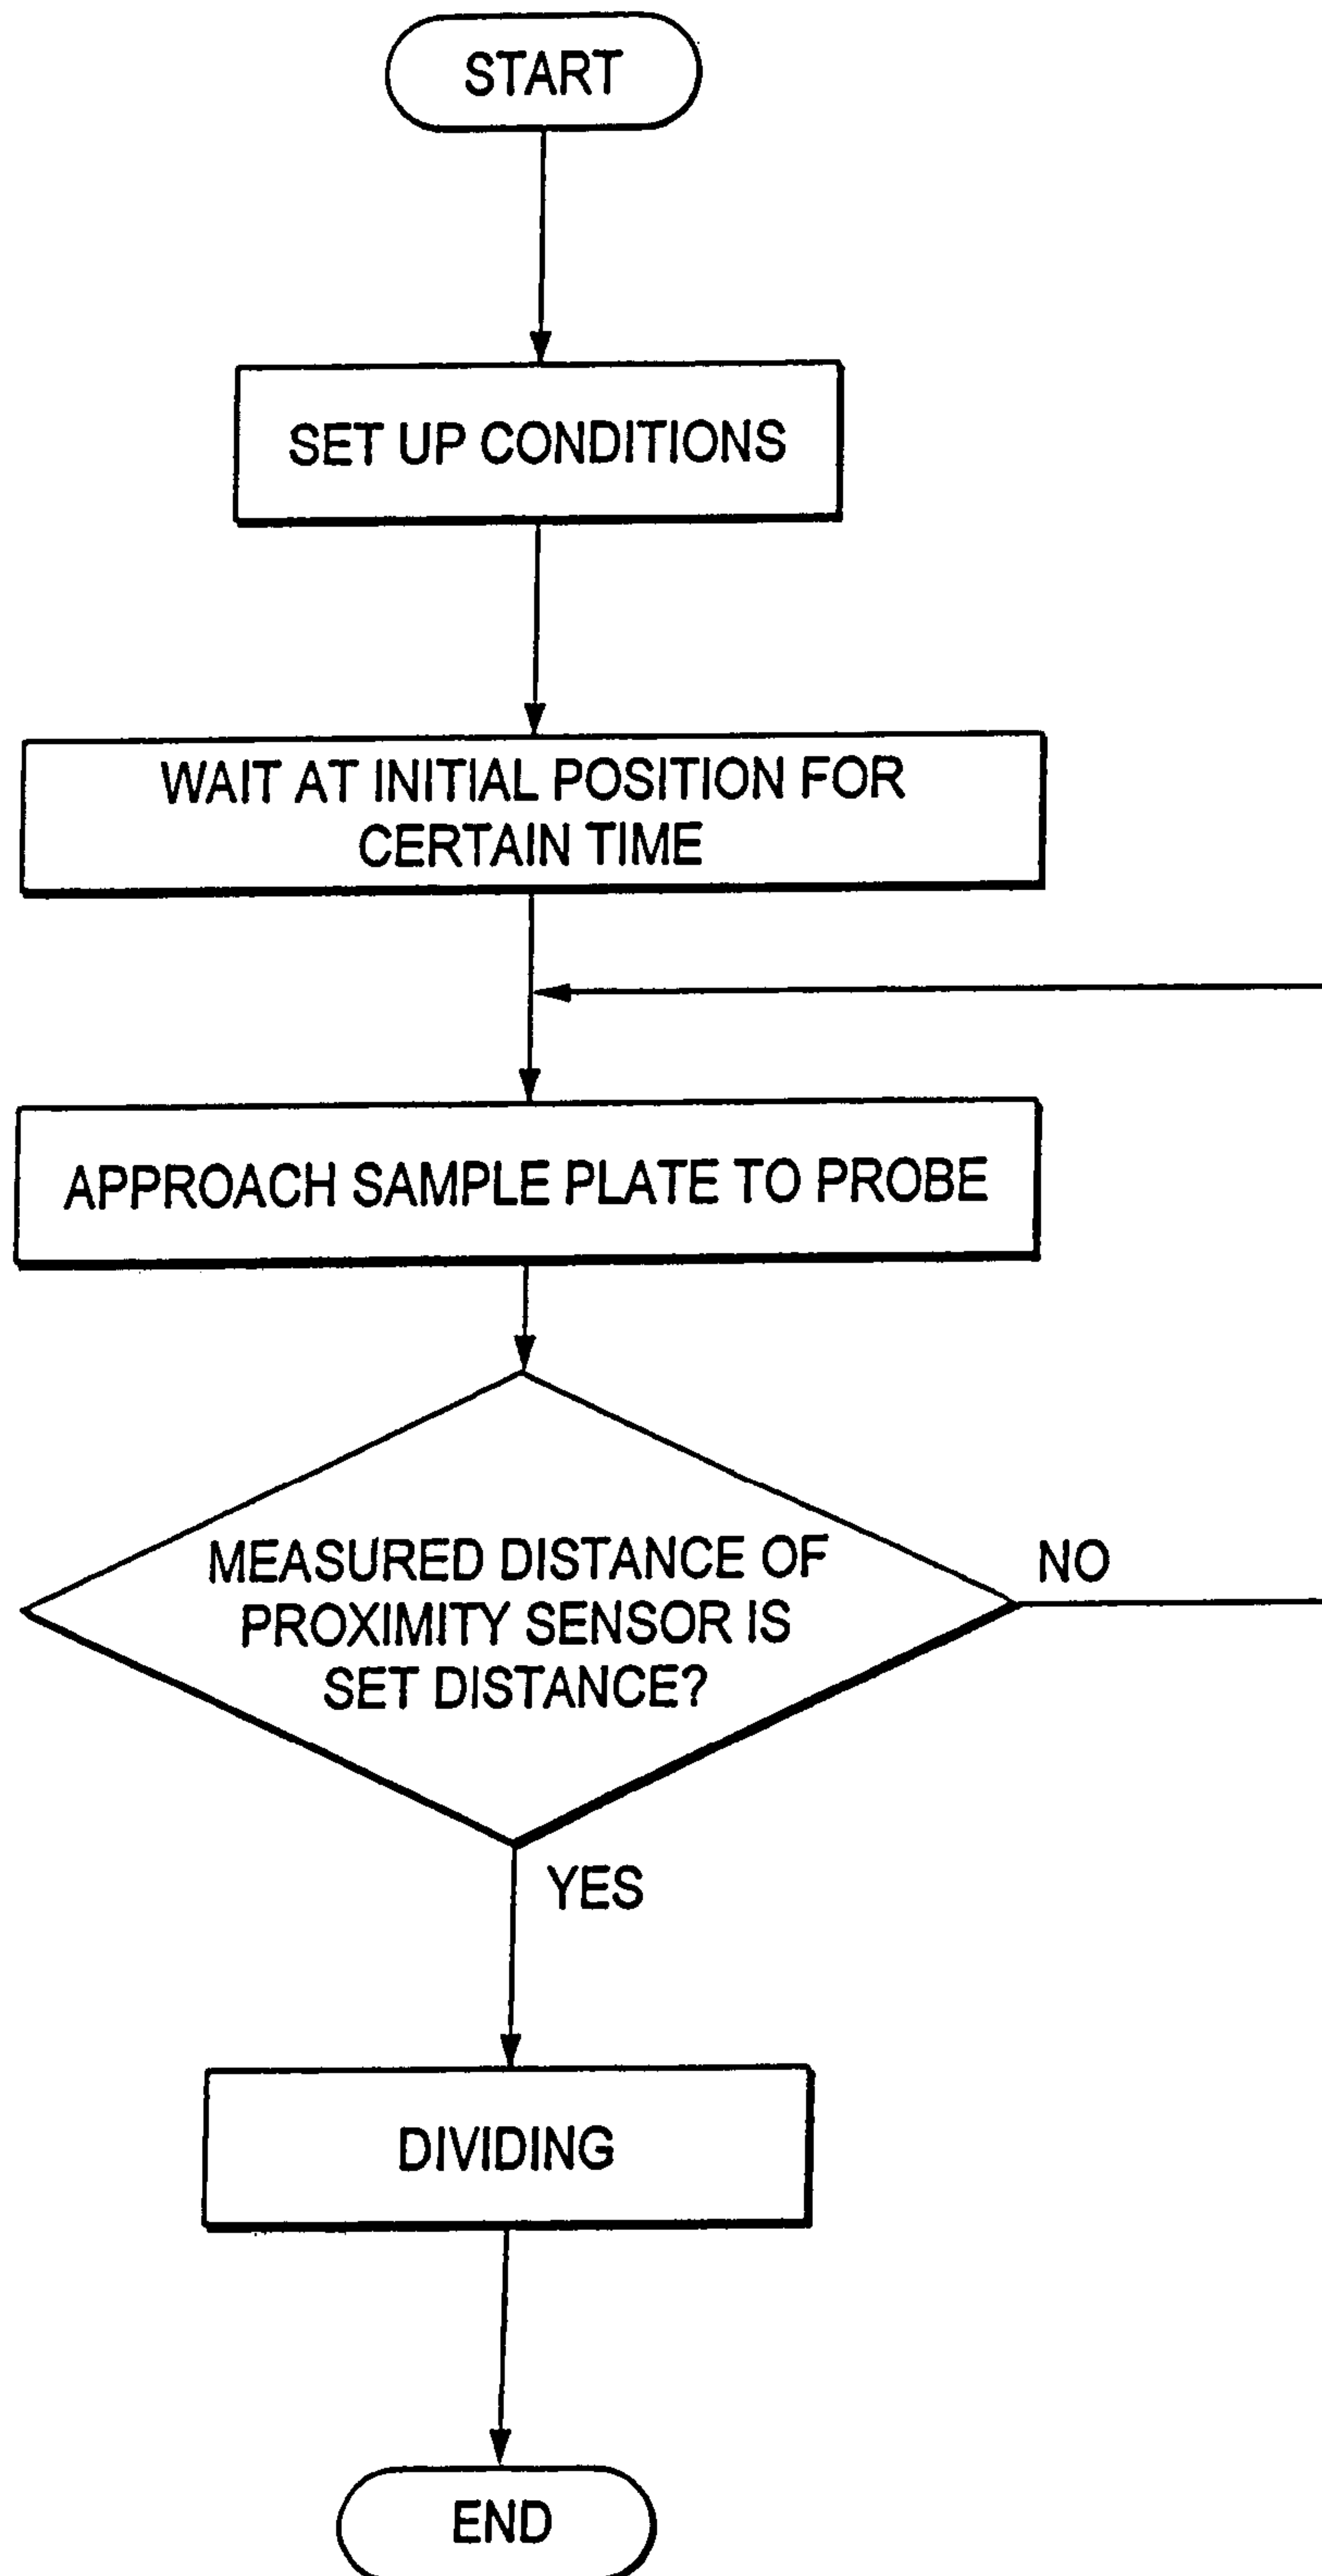 START
SET UP CONDITIONS
WAIT AT INITIAL POSITION FOR
CERTAIN TIME
APPROACH SAMPLE PLATE TO PROBE
MEASURED DISTANCE OF
PROXIMITY SENSOR IS
SET DISTANCE?
NO
YES
DIVIDING
END